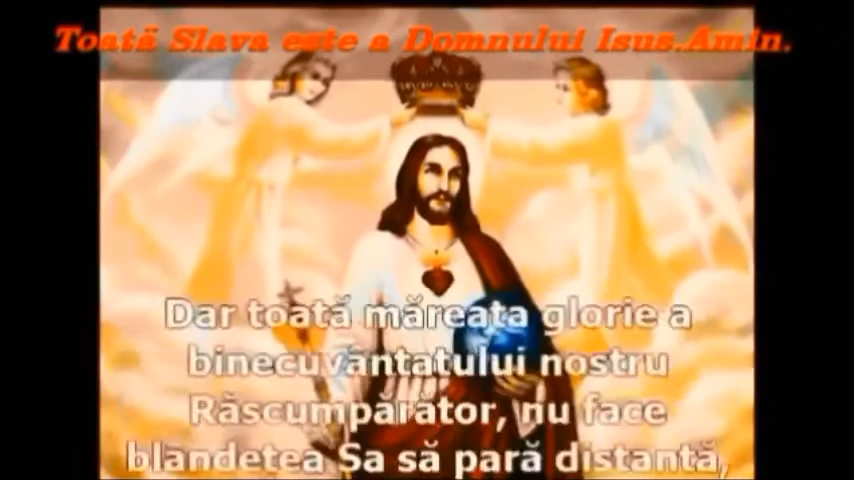 Toată Slava este a Domnului Isus.Amin.
Dar toată măreata glorie a
binecuvântatului nostru
Răscumpărător, nu face
blândetea Sa să pară distantă,